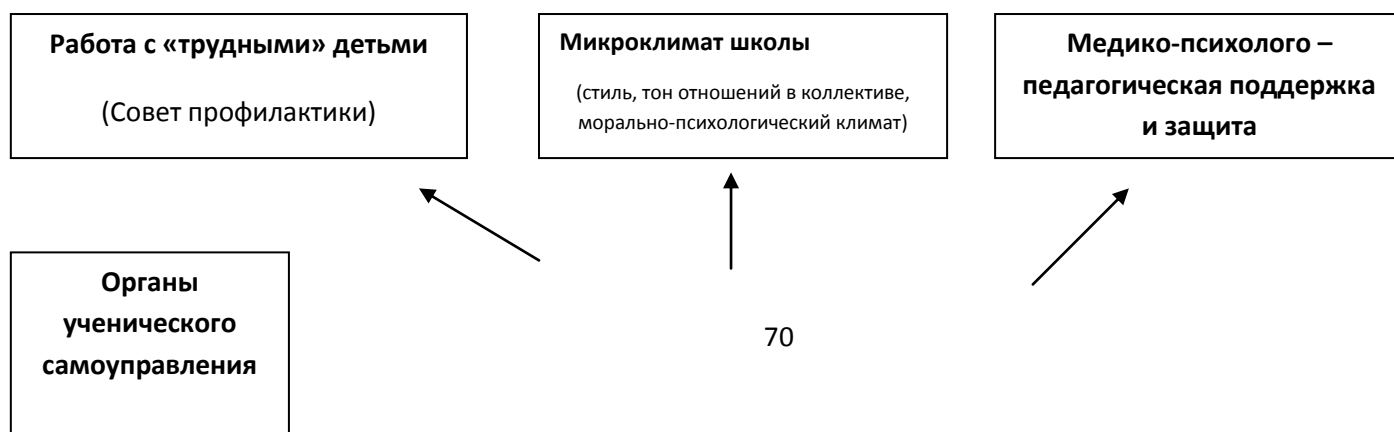 Работа с «трудными» детьми
(Совет профилактики)
Микроклимат школы
(стиль, тон отношений в коллективе,
морально-психологический климат)
Медико-психолого –
педагогическая поддержка
и защита
Органы
ученического
самоуправления
70